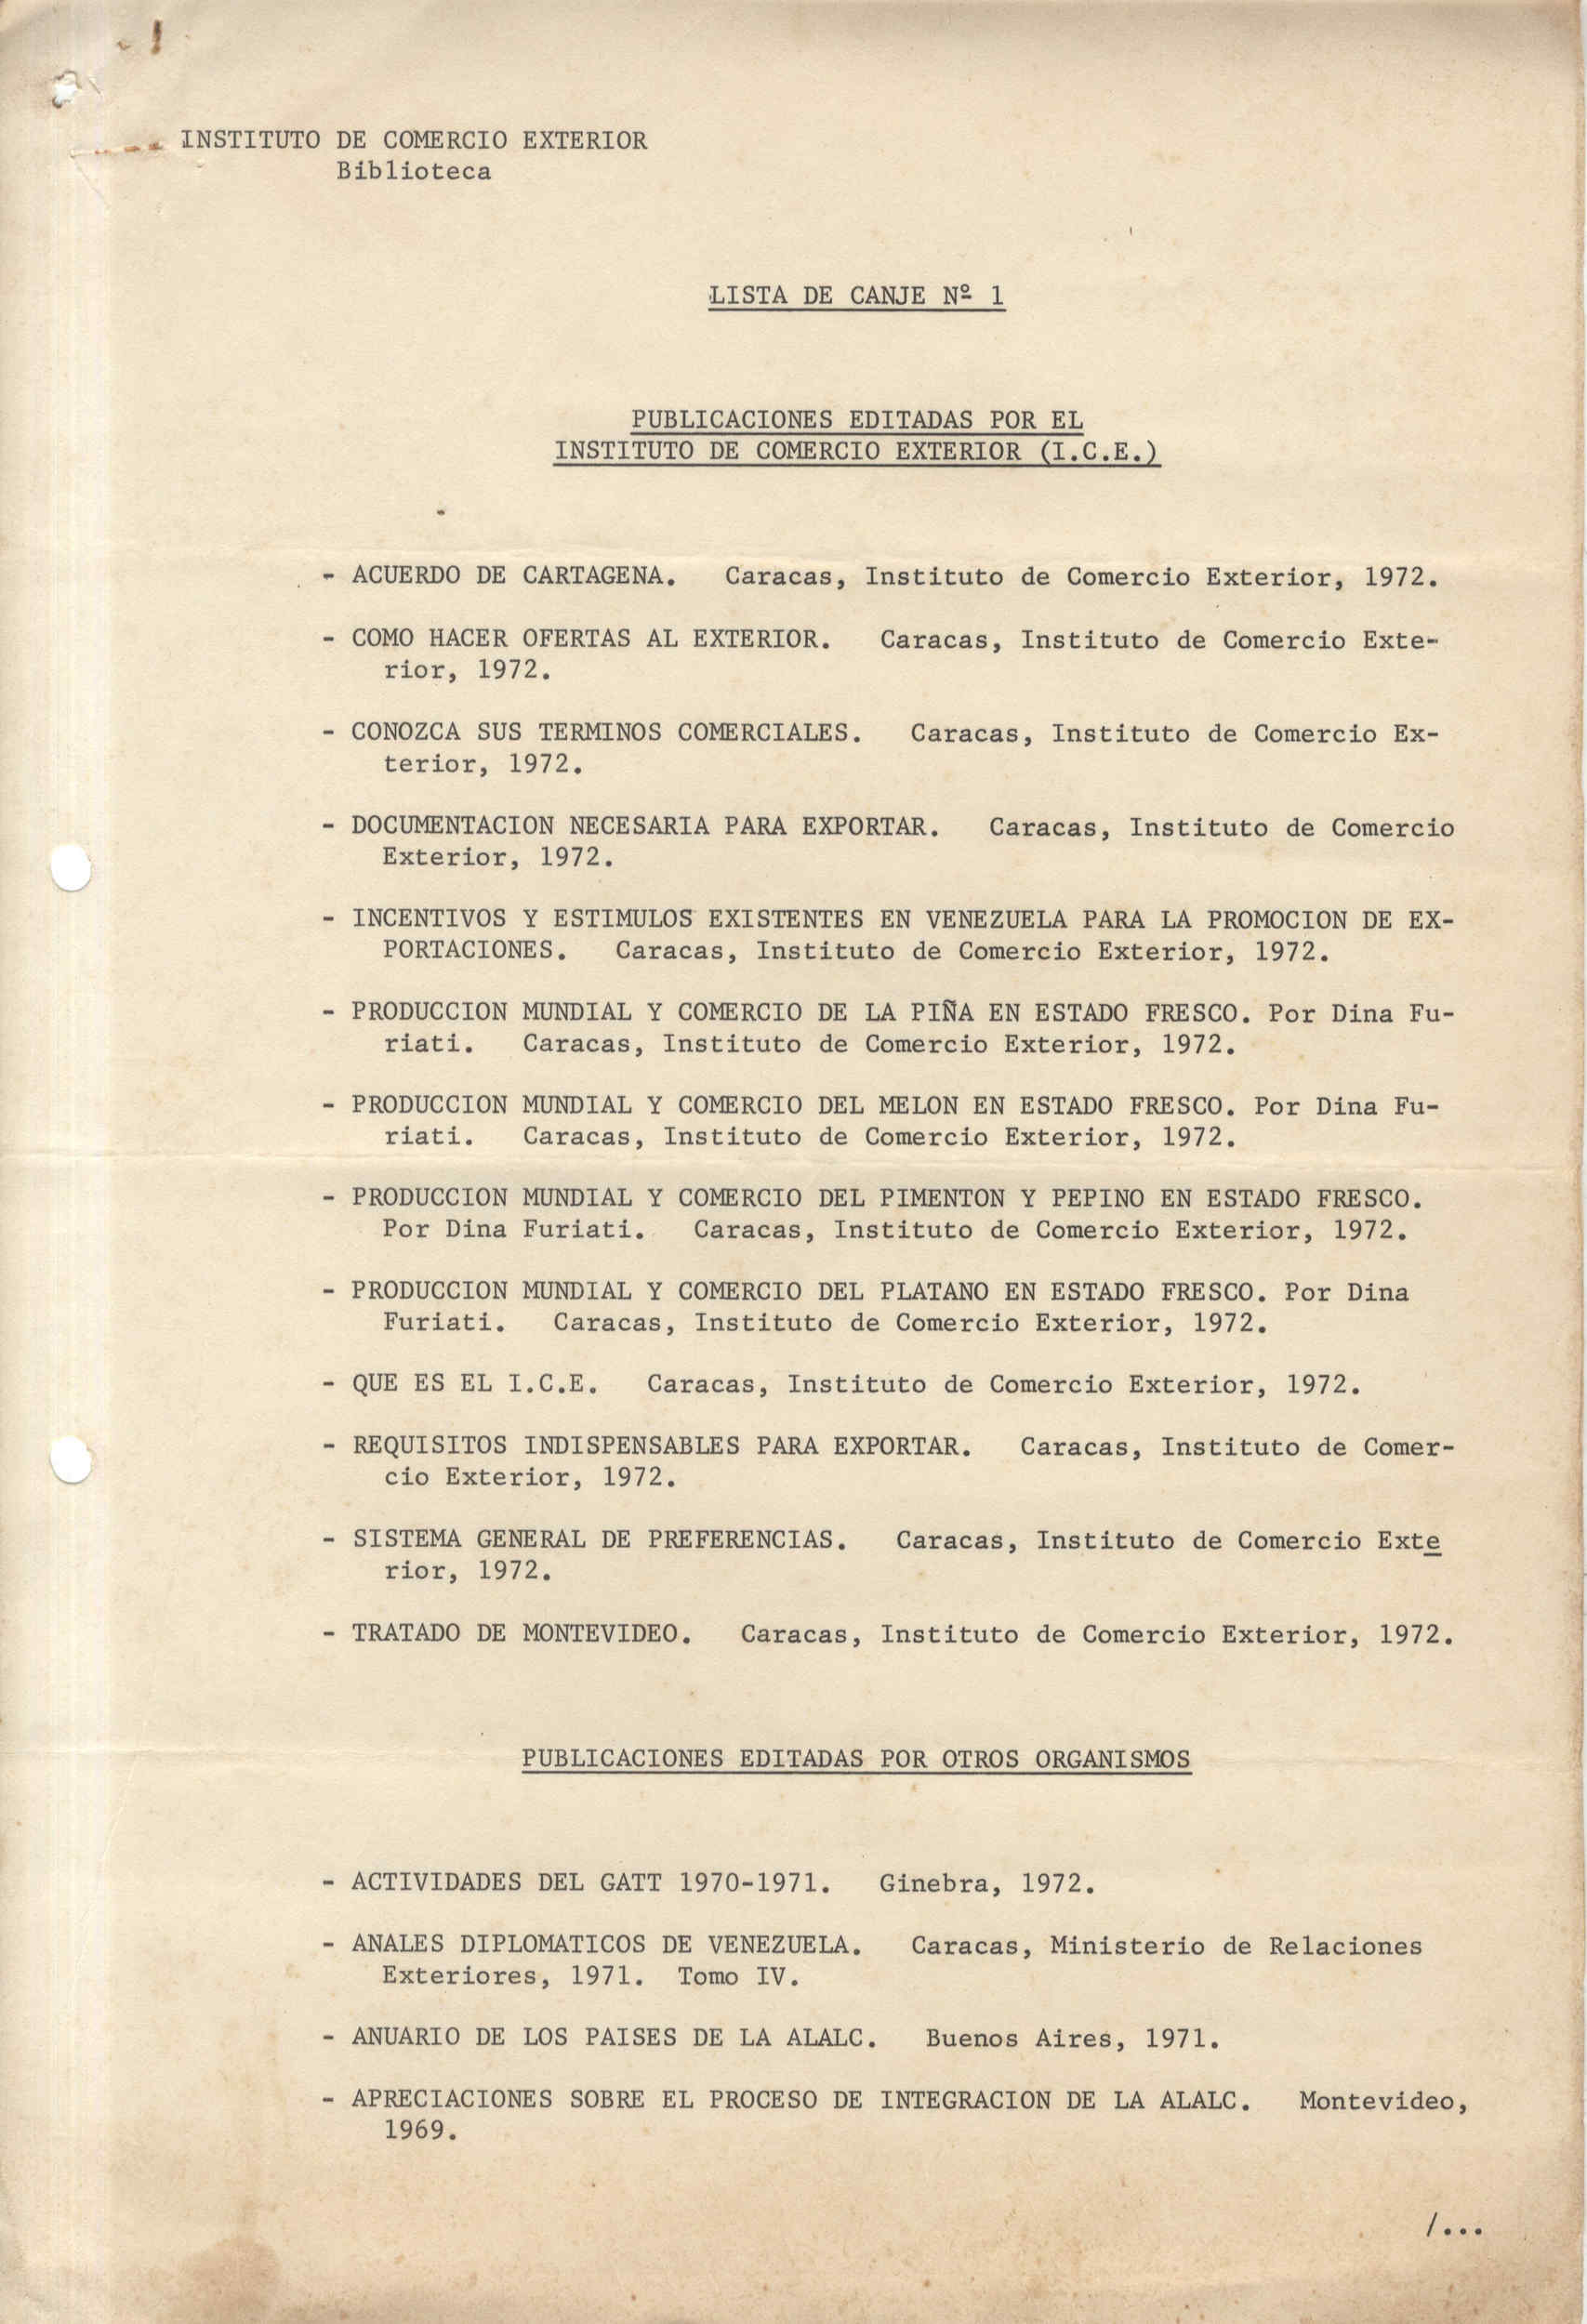 INSTITUTO DE COMERCIO EXTERIOR
Biblioteca
LISTA DE CANJE Nº 1
PUBLICACIONES EDITADAS POR EL
INSTITUTO DE COMERCIO EXTERIOR (I.C.E.)
- ACUERDO DE CARTAGENA. Caracas, Instituto de Comercio Exterior, 1972.
- COMO HACER OFERTAS AL EXTERIOR. Caracas, Instituto de Comercio Exte-
rior, 1972.
- CONOZCA SUS TERMINOS COMERCIALES. Caracas, Instituto de Comercio Ex-
terior, 1972.
- DOCUMENTACION NECESARIA PARA EXPORTAR. Caracas, Instituto de Comercio
Exterior, 1972.
- INCENTIVOS Y ESTIMULOS EXISTENTES EN VENEZUELA PARA LA PROMOCION DE EX-
PORTACIONES. Caracas, Instituto de Comercio Exterior, 1972.
- PRODUCCION MUNDIAL Y COMERCIO DE LA PIÑA EN ESTADO FRESCO. Por Dina Fu-
riati. Caracas, Instituto de Comercio Exterior, 1972.
- PRODUCCION MUNDIAL Y COMERCIO DEL MELON EN ESTADO FRESCO. Por Dina Fu-
riati. Caracas, Instituto de Comercio Exterior, 1972.
- PRODUCCION MUNDIAL Y COMERCIO DEL PIMENTON Y PEPINO EN ESTADO FRESCO.
Por Dina Furiati. Caracas, Instituto de Comercio Exterior, 1972.
- PRODUCCION MUNDIAL Y COMERCIO DEL PLATANO EN ESTADO FRESCO. Por Dina
Furiati. Caracas, Instituto de Comercio Exterior, 1972.
- QUE ES EL I.C.E. Caracas, Instituto de Comercio Exterior, 1972.
- REQUISITOS INDISPENSABLES PARA EXPORTAR. Caracas, Instituto de Comer-
cio Exterior, 1972.
- SISTEMA GENERAL DE PREFERENCIAS. Caracas, Instituto de Comercio Exte
rior, 1972.
- TRATADO DE MONTEVIDEO. Caracas, Instituto de Comercio Exterior, 1972.
PUBLICACIONES EDITADAS POR OTROS ORGANISMOS
- ACTIVIDADES DEL GATT 1970-1971. Ginebra, 1972.
- ANALES DIPLOMATICOS DE VENEZUELA. Caracas, Ministerio de Relaciones
Exteriores, 1971. Tomo IV.
- ANUARIO DE LOS PAISES DE LA ALALC. Buenos Aires, 1971.
- APRECIACIONES SOBRE EL PROCESO DE INTEGRACION DE LA ALALC. Montevideo,
1969.
/...